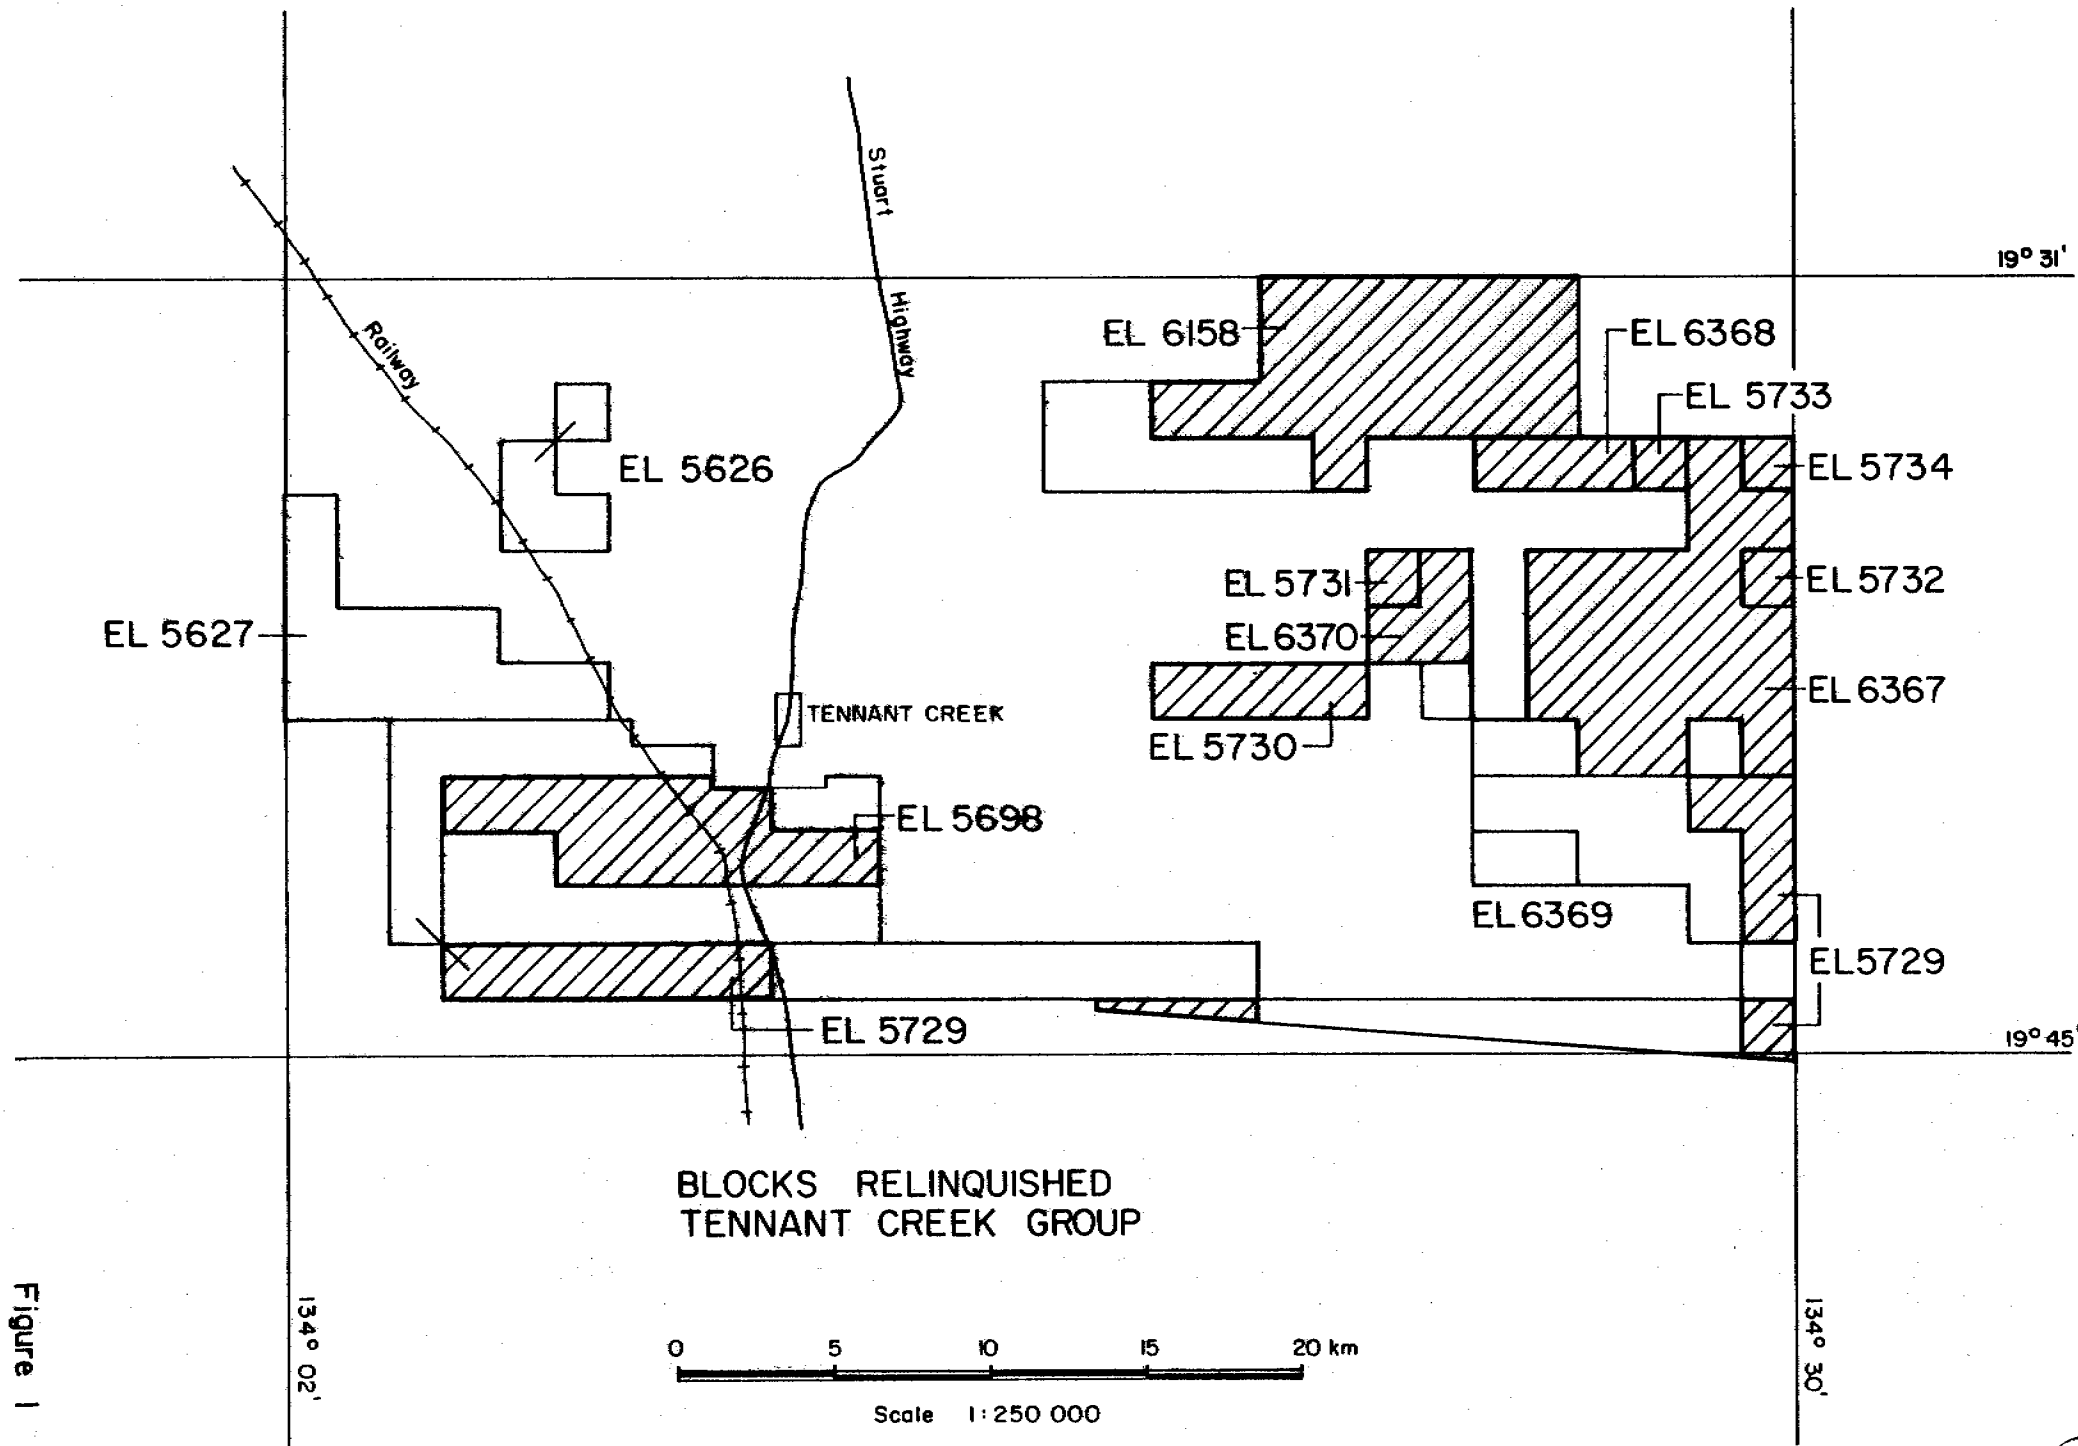 Stuart
Highway
19° 31'
Railway
EL 6158
EL 6368
EL 5733
EL 5626
EL 5734
EL 5731
EL 5732
EL 5627
EL 6370
EL 6367
TENNANT CREEK
EL 5730
EL 5698
EL 6369
EL 5729
EL 5729
19° 45'
BLOCKS RELINQUISHED
TENNANT CREEK GROUP
134° 02'
134° 30'
Figure 1
0 5 10 15 20 km
Scale 1:250 000